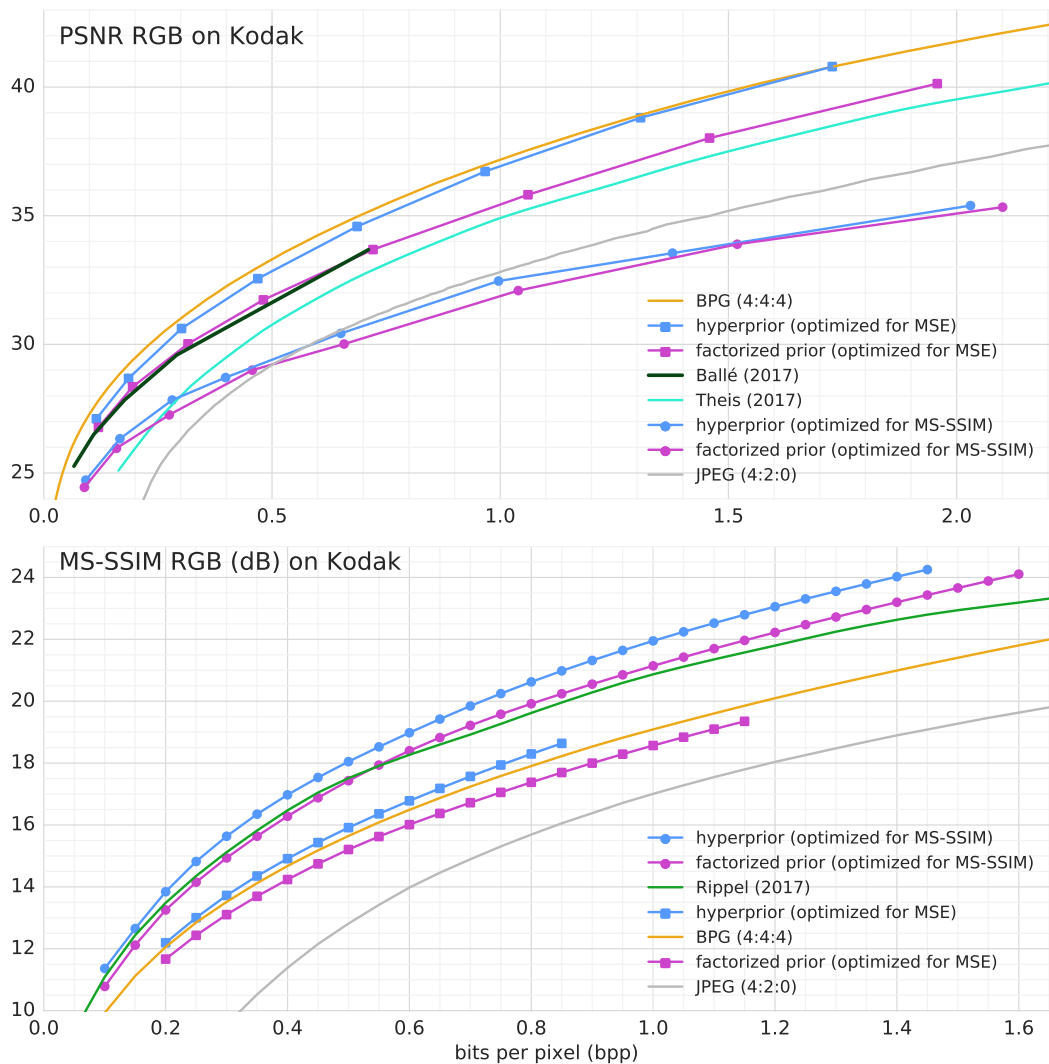 PSNR RGB on Kodak
40
35
30
25
BPG (4:4:4)
hyperprior (optimized for MSE)
factorized prior (optimized for MSE)
Ballé (2017)
Theis (2017)
hyperprior (optimized for MS-SSIM)
factorized prior (optimized for MS-SSIM)
JPEG (4:2:0)
0.0 0.5 1.0 1.5 2.0
MS-SSIM RGB (dB) on Kodak
24
22
20
18
16
14
12
10
hyperprior (optimized for MS-SSIM)
factorized prior (optimized for MS-SSIM)
Rippel (2017)
hyperprior (optimized for MSE)
BPG (4:4:4)
factorized prior (optimized for MSE)
JPEG (4:2:0)
0.0 0.2 0.4 0.6 0.8 1.0 1.2 1.4 1.6
bits per pixel (bpp)